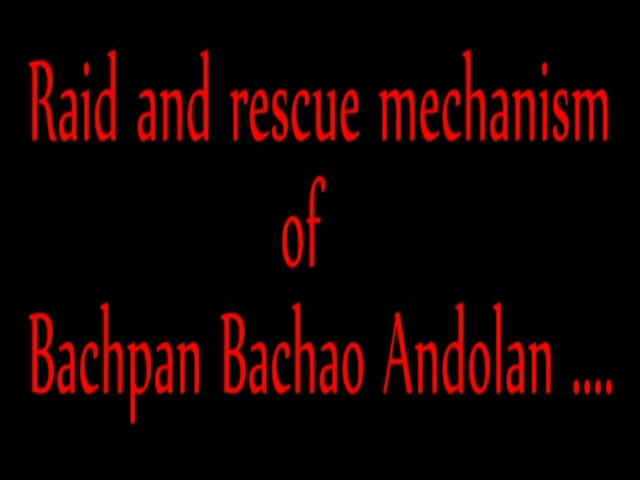 Raid and rescue mechanism
of
Bachpan Bachao Andolan ....